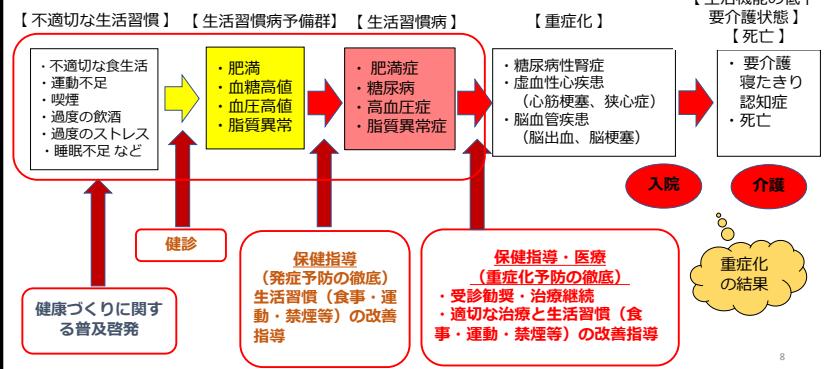 【 不適切な生活習慣 】
・不適切な食生活
・運動不足
・喫煙
・過度の飲酒
・過度のストレス
・睡眠不足 など
【 生活習慣病予備群 】
・肥満
・血糖高値
・血圧高値
・脂質異常
【 生活習慣病 】
・ 肥満症
・糖尿病
・高血圧症
・脂質異常症
【 重症化 】
・糖尿病性腎症
・虚血性心疾患
（心筋梗塞、狭心症）
・脳血管疾患
（脳出血、脳梗塞）
要介護状態 】
【 死亡 】
・ 要介護
寝たきり
認知症
・死亡
入院
介護
健診
健康づくりに関す
る普及啓発
保健指導
（発症予防の徹底）
生活習慣（食事・運
動・禁煙等）の改善
指導
保健指導・医療
（重症化予防の徹底）
・受診勧奨・治療継続
・適切な治療と生活習慣（食
事・運動・禁煙等）の改善指導
重症化
の結果
8